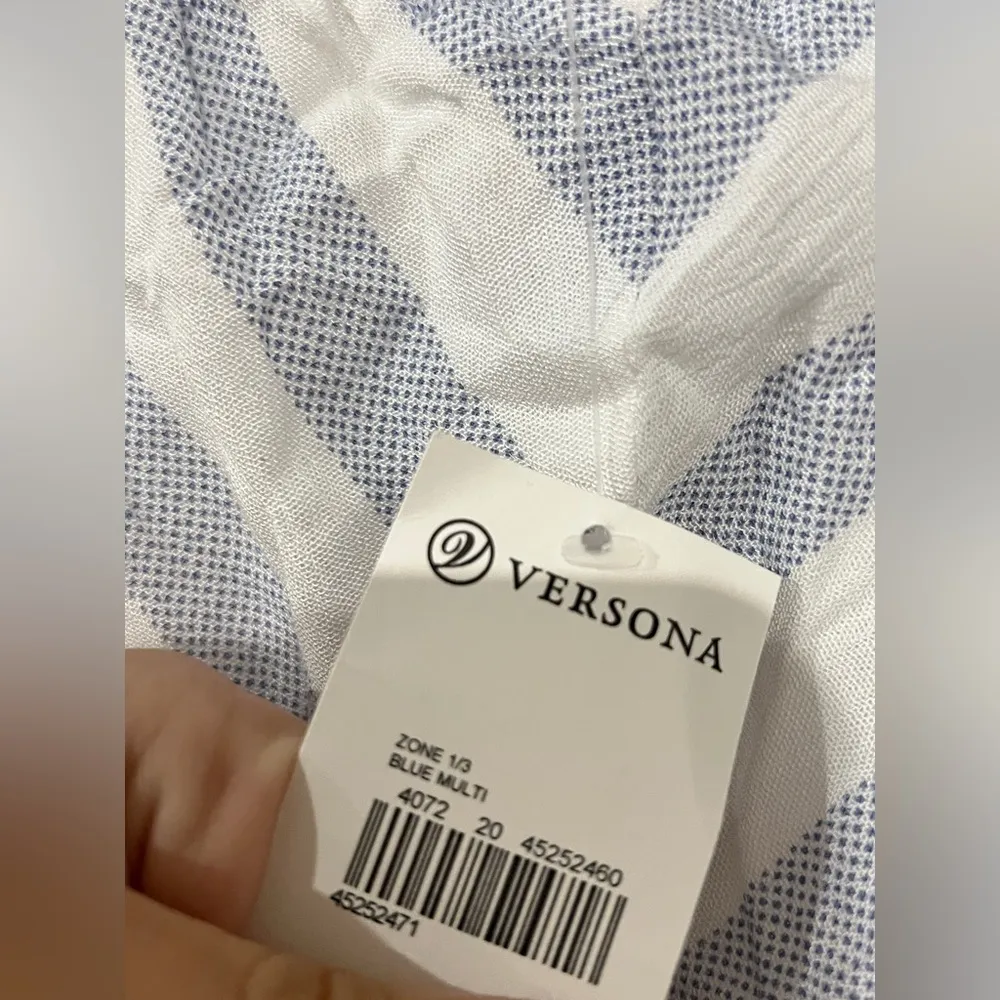 V VERSONA
ZONE 1/3
BLUE MULTI
4072 20 45252460
45252471